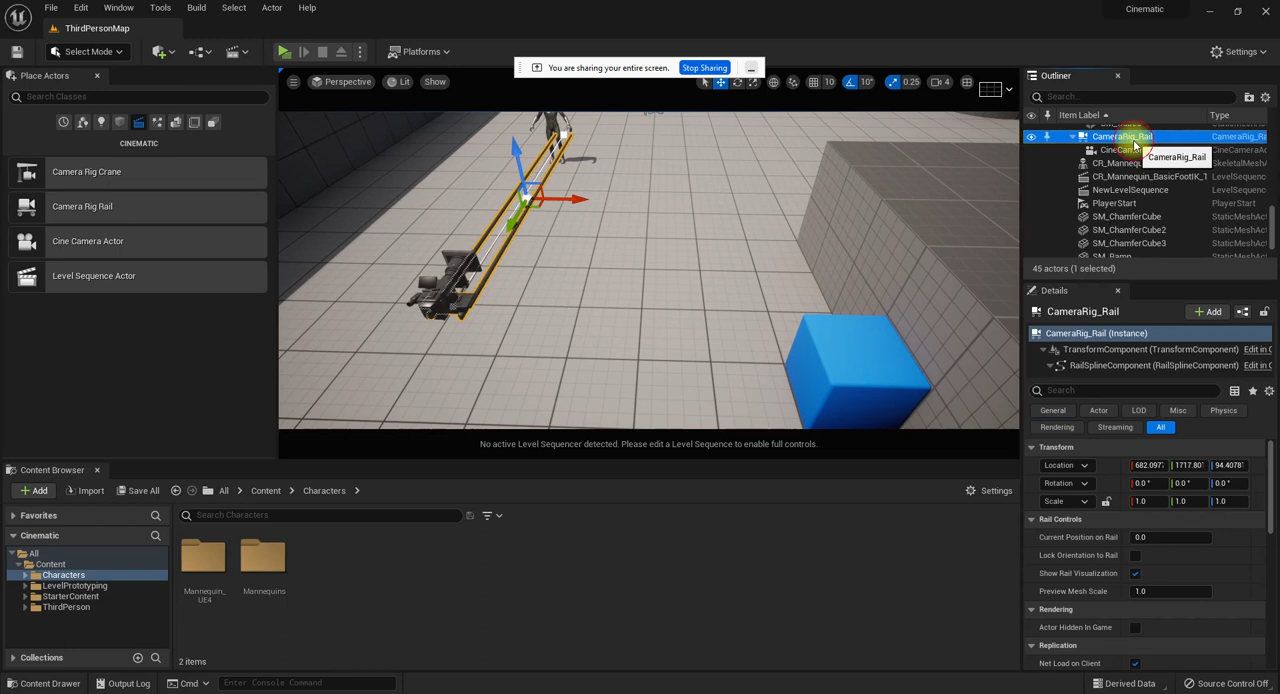 File Edit Window Tools Build Select Actor Help
Cinematic
ThirdPersonMap
Select Mode
Platforms
Settings
You are sharing your entire screen. Stop Sharing
Place Actors
Search Classes
CINEMATIC
Camera Rig Crane
Camera Rig Rail
Cine Camera Actor
Level Sequence Actor
Perspective Lit Show
10 10° 0.25 4
No active Level Sequencer detected. Please edit a Level Sequence to enable full controls.
Outliner
Search...
Item Label Type
CameraRig_Rail CameraRig_Ra
CineCam CineCameraAc
CameraRig_Rail
CR_Mannequ SkeletalMeshA
CR_Mannequin_BasicFootIK_T LevelSequenc
NewLevelSequence LevelSequenc
PlayerStart PlayerStart
SM_ChamferCube StaticMeshAct
SM_ChamferCube2 StaticMeshAct
SM_ChamferCube3 StaticMeshAct
SM_Ramp StaticMeshAct
45 actors (1 selected)
Details
CameraRig_Rail Add
CameraRig_Rail (Instance)
TransformComponent (TransformComponent) Edit in C
RailSplineComponent (RailSplineComponent) Edit in C
Search
General Actor LOD Misc Physics
Rendering Streaming All
Transform
Location 682.097 1717.80 94.4078
Rotation 0.0 ° 0.0 ° 0.0 °
Scale 1.0 1.0 1.0
Rail Controls
Current Position on Rail 0.0
Lock Orientation to Rail
Show Rail Visualization
Preview Mesh Scale 1.0
Rendering
Actor Hidden In Game
Replication
Net Load on Client
Content Browser
Add Import Save All All Content Characters Settings
Favorites
Search Characters
Cinematic
All
Content
Characters
LevelPrototyping
StarterContent
ThirdPerson
Mannequin_
UE4
Mannequins
Collections
2 items
Content Drawer Output Log Cmd Enter Console Command Derived Data Source Control Off